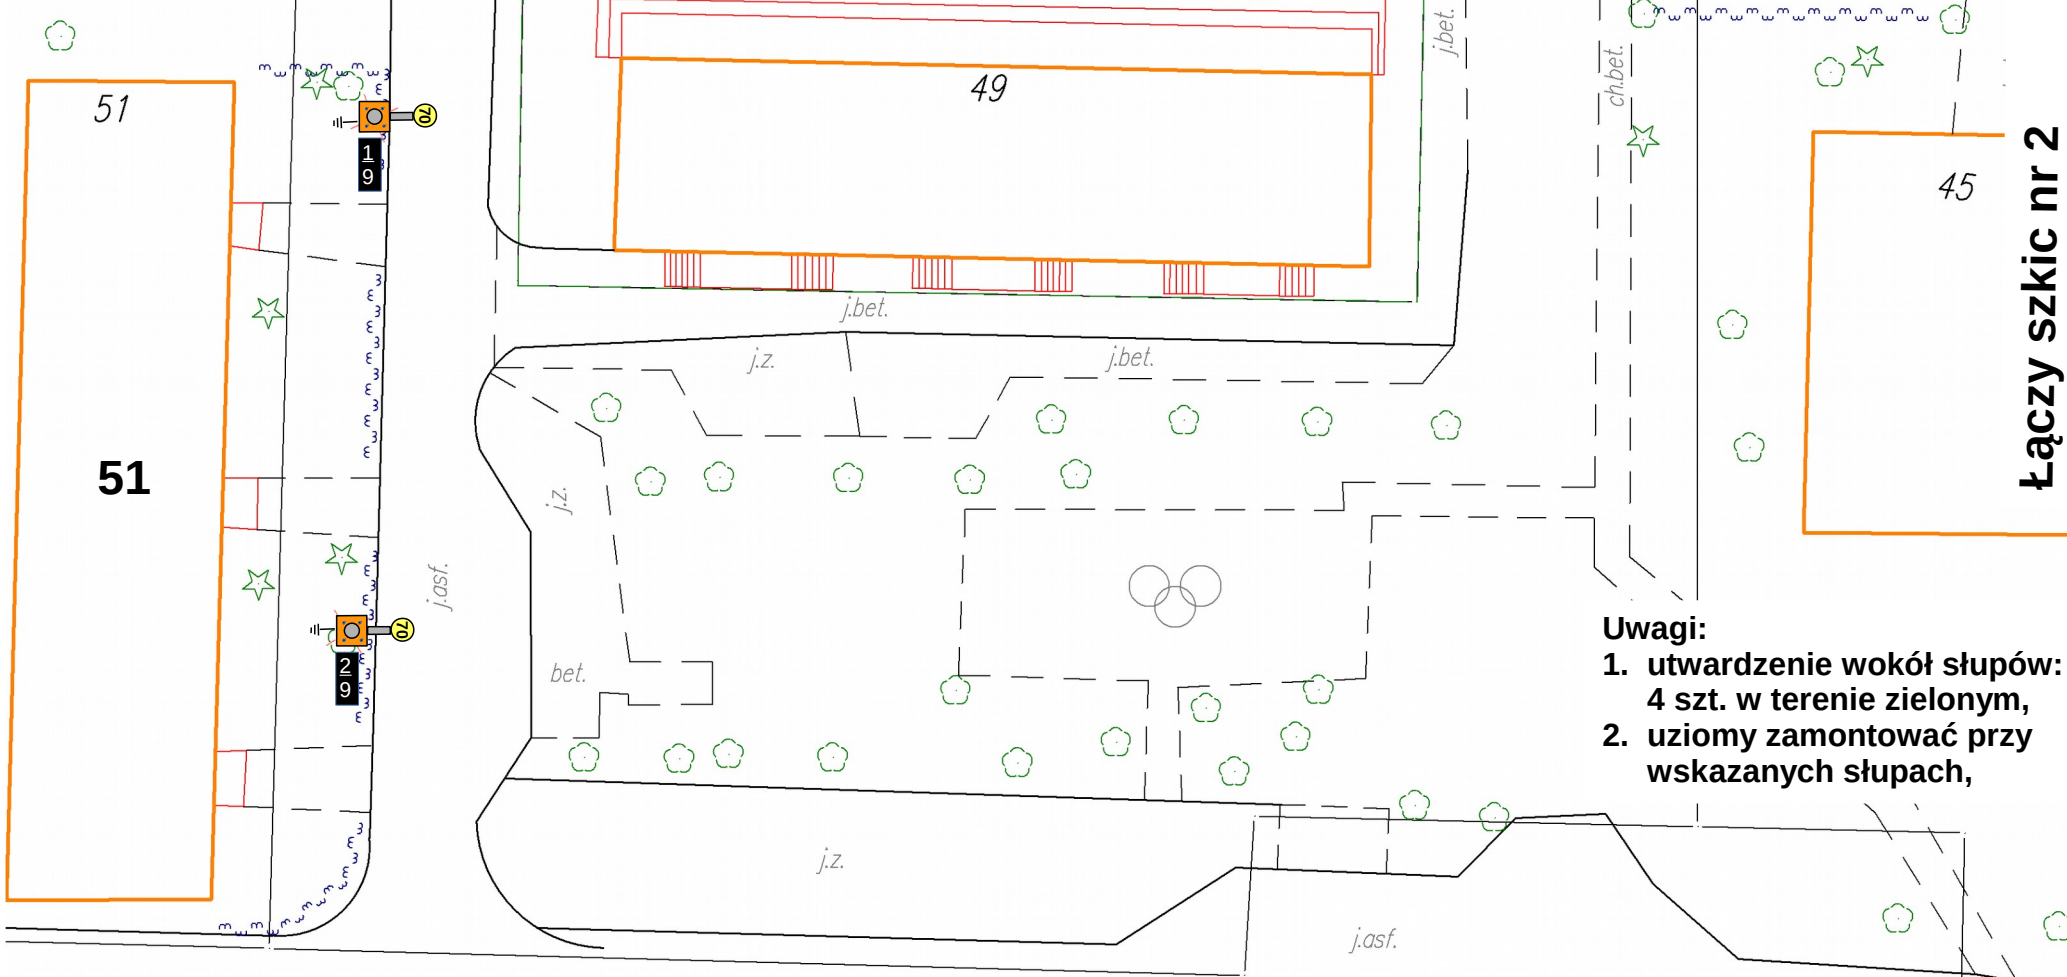 51
70
1
9
49
j.bet.
ch.bet.
45
Łączy szkic nr 2
j.bet.
j.z.
j.bet.
51
j.z.
j.asf.
70
2
9
bet.
Uwagi:
1. utwardzenie wokół słupów:
4 szt. w terenie zielonym,
2. uziomy zamontować przy
wskazanych słupach,
j.z.
j.asf.